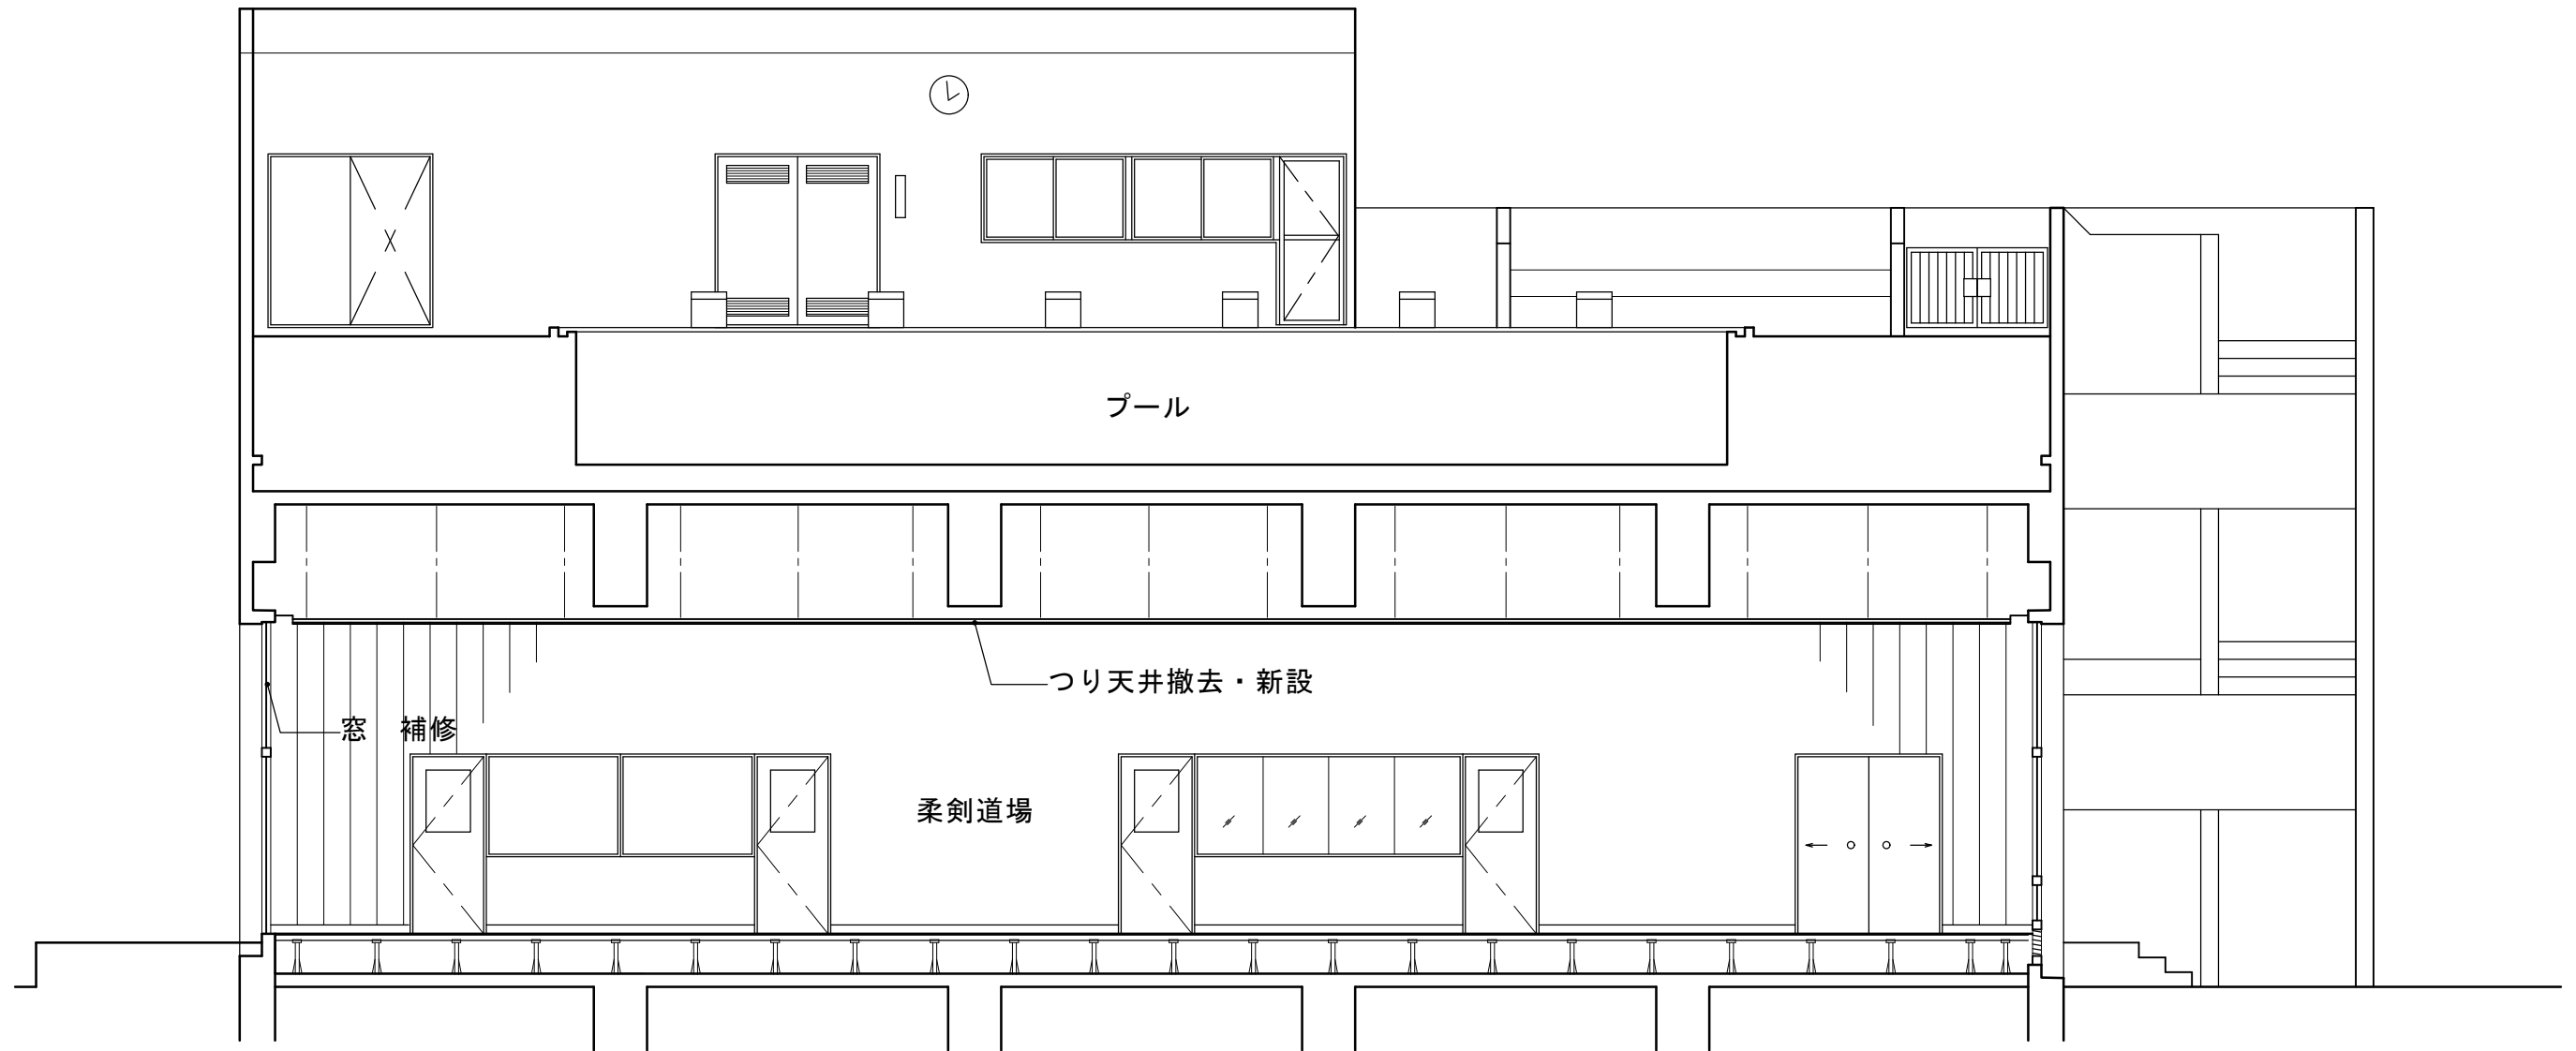 プール
つり天井撤去・新設
窓　補修
柔剣道場